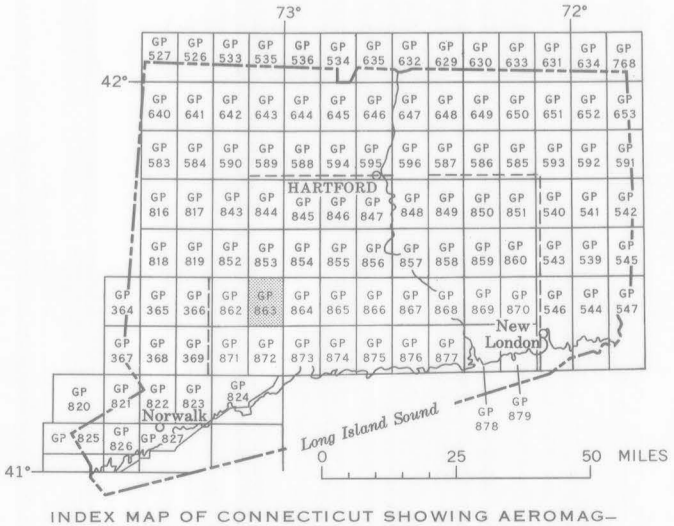 73° 72°
GP GP GP GP GP GP GP GP GP GP GP GP GP GP
527 526 533 535 536 534 635 632 629 630 633 631 634 768
42°
GP GP GP GP GP GP GP GP GP GP GP GP GP GP
640 641 642 643 644 645 646 647 648 649 650 651 652 653
GP GP GP GP GP GP GP GP GP GP GP GP GP GP
583 584 590 589 588 594 595 596 587 586 585 593 592 591
HARTFORD
GP GP GP GP GP GP GP GP GP GP GP GP GP GP
816 817 843 844 845 846 847 848 849 850 851 540 541 542
GP GP GP GP GP GP GP GP GP GP GP GP GP GP
818 819 852 853 854 855 856 857 858 859 860 543 539 545
GP GP GP GP GP GP GP GP GP GP GP GP GP GP GP
364 365 366 862 863 864 865 866 867 868 869 870 546 544 547
New
London
GP GP GP GP GP GP GP GP GP GP
367 368 369 871 872 873 874 875 876 877
GP GP GP GP GP
820 821 822 823 824
Norwalk
GP 825 GP 826 GP 827
Long Island Sound
GP GP
878 879
41°
0 25 50 MILES
INDEX MAP OF CONNECTICUT SHOWING AEROMAG–